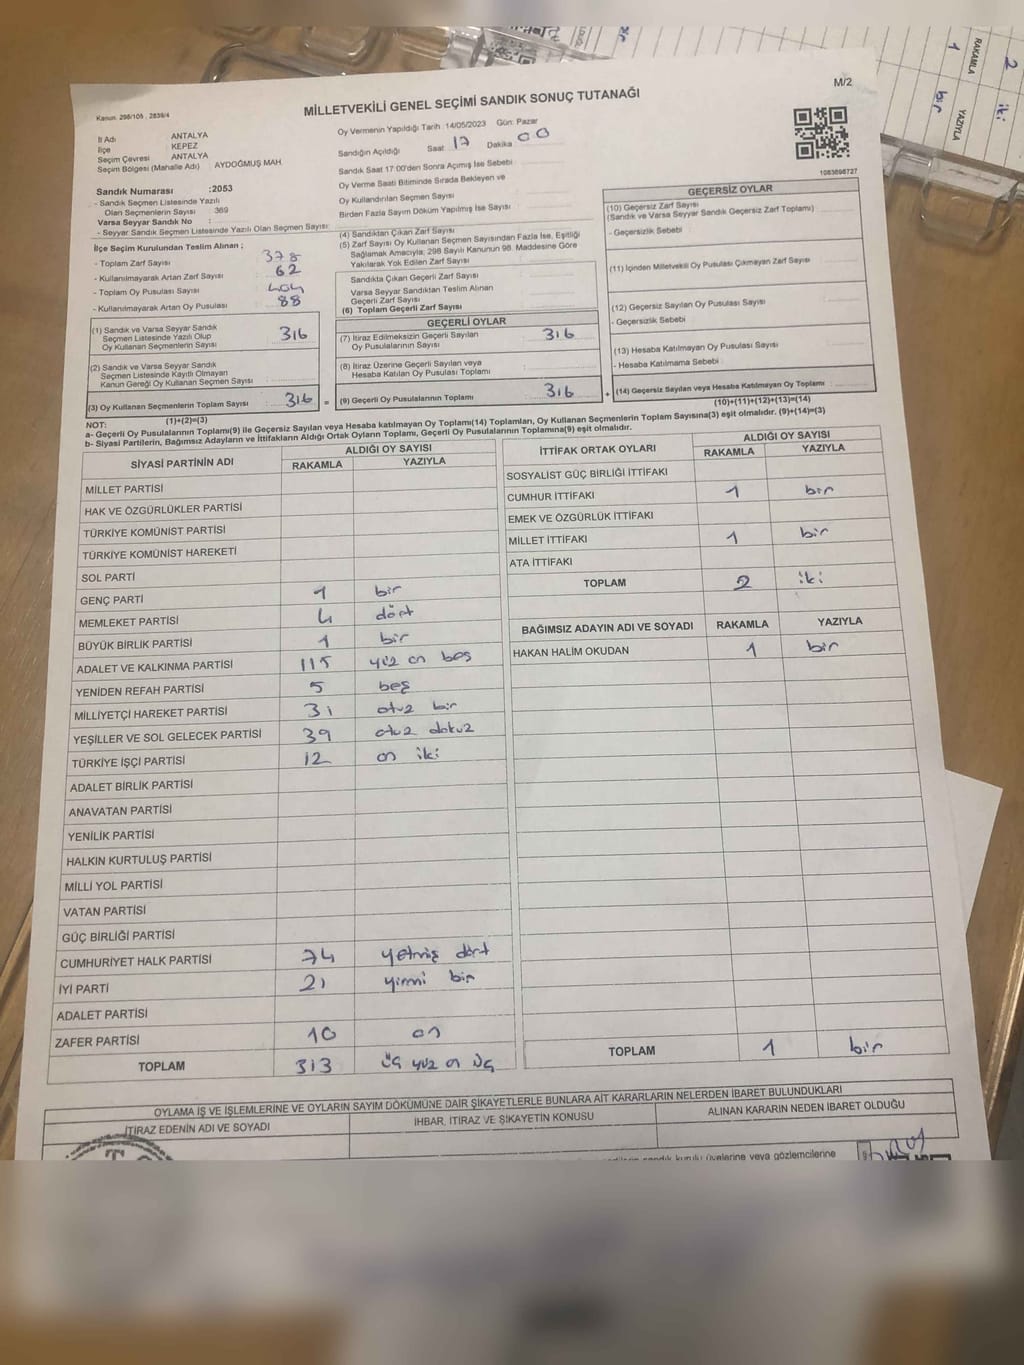 M/2
Kanun. 298/105 , 2839/4
MİLLETVEKİLİ GENEL SEÇİMİ SANDIK SONUÇ TUTANAĞI
İl Adı ANTALYA
İlçe KEPEZ
Seçim Çevresi ANTALYA
Seçim Bölgesi (Mahalle Adı) AYDOĞMUŞ MAH.
Sandık Numarası :2053
- Sandık Seçmen Listesinde Yazılı
Olan Seçmenlerin Sayısı 369
Varsa Seyyar Sandık No :
- Seyyar Sandık Seçmen Listesinde Yazılı Olan Seçmen Sayısı:
İlçe Seçim Kurulundan Teslim Alınan ;
- Toplam Zarf Sayısı : 378
- Kullanılmayarak Artan Zarf Sayısı : 62
- Toplam Oy Pusulası Sayısı : 404
- Kullanılmayarak Artan Oy Pusulası : 88
(1) Sandık ve Varsa Seyyar Sandık
Seçmen Listesinde Yazılı Olup
Oy Kullanan Seçmenlerin Sayısı : 316
(2) Sandık ve Varsa Seyyar Sandık
Seçmen Listesinde Kayıtlı Olmayan
Kanun Gereği Oy Kullanan Seçmen Sayısı :
(3) Oy Kullanan Seçmenlerin Toplam Sayısı : 316 =
(1)+(2)=(3)
Oy Vermenin Yapıldığı Tarih :14/05/2023 Gün: Pazar
Sandığın Açıldığı Saat 17 Dakika 00
Sandık Saat 17:00'den Sonra Açımış İse Sebebi :
Oy Verme Saati Bitiminde Sırada Bekleyen ve
Oy Kullandırılan Seçmen Sayısı :
Birden Fazla Sayım Döküm Yapılmış İse Sayısı :
(4) Sandıktan Çıkan Zarf Sayısı :
(5) Zarf Sayısı Oy Kullanan Seçmen Sayısından Fazla İse, Eşitliği
Sağlamak Amacıyla; 298 Sayılı Kanunun 98. Maddesine Göre
Yakılarak Yok Edilen Zarf Sayısı :
Sandıkta Çıkan Geçerli Zarf Sayısı :
Varsa Seyyar Sandıktan Teslim Alınan
Geçerli Zarf Sayısı :
(6) Toplam Geçerli Zarf Sayısı :
GEÇERLİ OYLAR
(7) İtiraz Edilmeksizin Geçerli Sayılan
Oy Pusulalarının Sayısı : 316
(8) İtiraz Üzerine Geçerli Sayılan veya
Hesaba Katılan Oy Pusulası Toplamı :
(9) Geçerli Oy Pusulalarının Toplamı : 316 +
1083698727
GEÇERSİZ OYLAR
(10) Geçersiz Zarf Sayısı
(Sandık ve Varsa Seyyar Sandık Geçersiz Zarf Toplamı) :
- Geçersizlik Sebebi :
(11) İçinden Milletvekili Oy Pusulası Çıkmayan Zarf Sayısı :
(12) Geçersiz Sayılan Oy Pusulası Sayısı :
- Geçersizlik Sebebi :
(13) Hesaba Katılmayan Oy Pusulası Sayısı :
- Hesaba Katılmama Sebebi :
(14) Geçersiz Sayılan veya Hesaba Katılmayan Oy Toplamı :
(10)+(11)+(12)+(13)=(14)
NOT:
a- Geçerli Oy Pusulalarının Toplamı(9) ile Geçersiz Sayılan veya Hesaba katılmayan Oy Toplamı(14) Toplamları, Oy Kullanan Seçmenlerin Toplam Sayısına(3) eşit olmalıdır. (9)+(14)=(3)
b- Siyasi Partilerin, Bağımsız Adayların ve İttifakların Aldığı Ortak Oyların Toplamı, Geçerli Oy Pusulalarının Toplamına(9) eşit olmalıdır.
SİYASİ PARTİNİN ADI ALDIĞI OY SAYISI
RAKAMLA YAZIYLA
MİLLET PARTİSİ
HAK VE ÖZGÜRLÜKLER PARTİSİ
TÜRKİYE KOMÜNİST PARTİSİ
TÜRKİYE KOMÜNİST HAREKETİ
SOL PARTİ
GENÇ PARTİ 1 bir
MEMLEKET PARTİSİ 4 dört
BÜYÜK BİRLİK PARTİSİ 1 bir
ADALET VE KALKINMA PARTİSİ 115 yüz on beş
YENİDEN REFAH PARTİSİ 5 beş
MİLLİYETÇİ HAREKET PARTİSİ 31 otuz bir
YEŞİLLER VE SOL GELECEK PARTİSİ 39 otuz dokuz
TÜRKİYE İŞÇİ PARTİSİ 12 on iki
ADALET BİRLİK PARTİSİ
ANAVATAN PARTİSİ
YENİLİK PARTİSİ
HALKIN KURTULUŞ PARTİSİ
MİLLİ YOL PARTİSİ
VATAN PARTİSİ
GÜÇ BİRLİĞİ PARTİSİ
CUMHURİYET HALK PARTİSİ 74 yetmiş dört
İYİ PARTİ 21 yirmi bir
ADALET PARTİSİ
ZAFER PARTİSİ 10 on
TOPLAM 313 üç yüz on üç
İTTİFAK ORTAK OYLARI ALDIĞI OY SAYISI
RAKAMLA YAZIYLA
SOSYALİST GÜÇ BİRLİĞİ İTTİFAKI
CUMHUR İTTİFAKI 1 bir
EMEK VE ÖZGÜRLÜK İTTİFAKI
MİLLET İTTİFAKI 1 bir
ATA İTTİFAKI
TOPLAM 2 iki
BAĞIMSIZ ADAYIN ADI VE SOYADI RAKAMLA YAZIYLA
HAKAN HALİM OKUDAN 1 bir
TOPLAM 1 bir
OYLAMA İŞ VE İŞLEMLERİNE VE OYLARIN SAYIM DÖKÜMÜNE DAİR ŞİKAYETLERLE BUNLARA AİT KARARLARIN NELERDEN İBARET BULUNDUKLARI
İTİRAZ EDENİN ADI VE SOYADI İHBAR, İTİRAZ VE ŞİKAYETİN KONUSU ALINAN KARARIN NEDEN İBARET OLDUĞU
kurulu üyelerine veya gözlemcilerine
RAKAMLA YAZIYLA
2 iki
1 bir